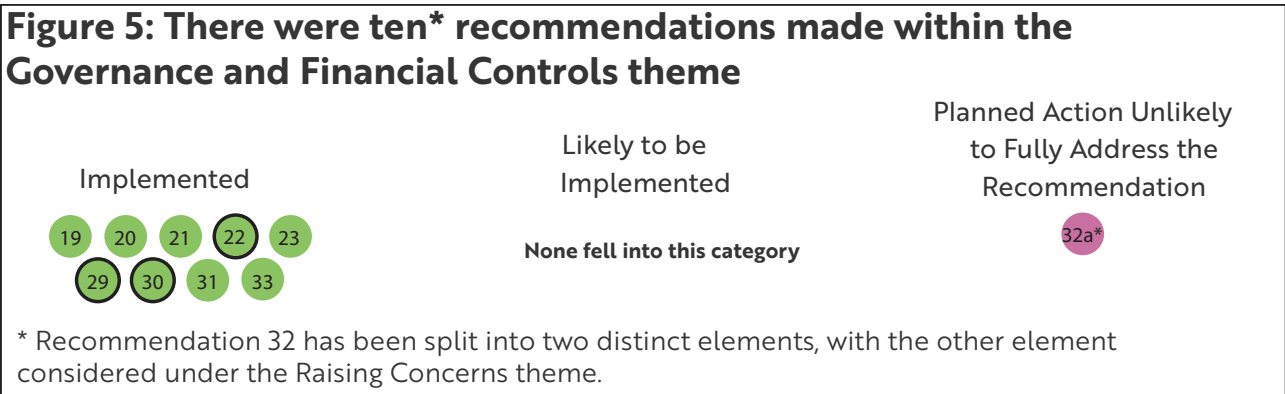 Figure 5: There were ten* recommendations made within the
Governance and Financial Controls theme
Implemented
19 20 21 22 23
29 30 31 33
Likely to be
Implemented
None fell into this category
Planned Action Unlikely
to Fully Address the
Recommendation
32a*
* Recommendation 32 has been split into two distinct elements, with the other element
considered under the Raising Concerns theme.